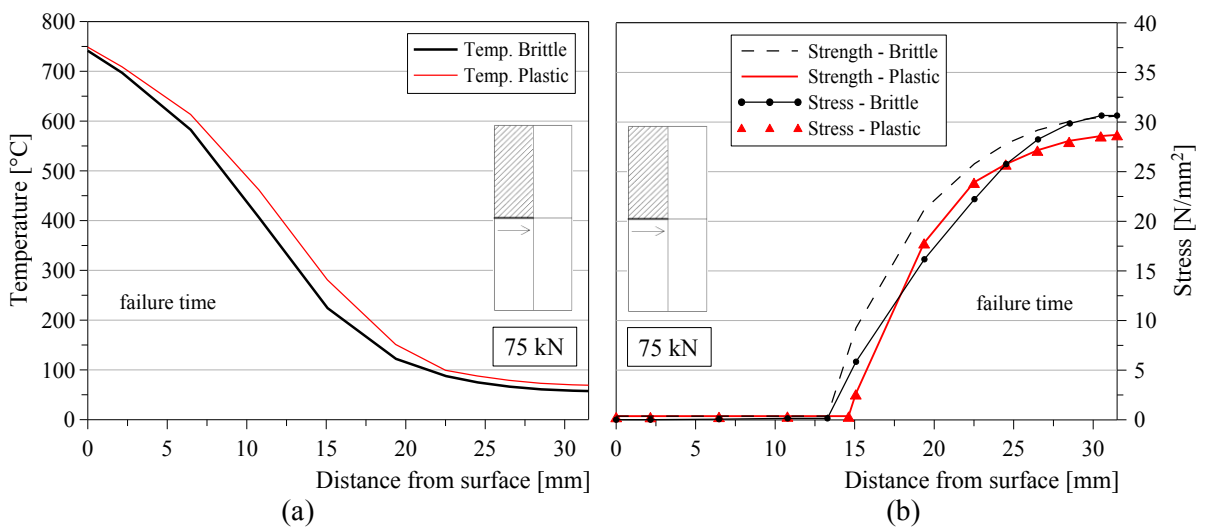 800
700
600
500
400
300
200
100
0
Temperature [°C]
Temp. Brittle
Temp. Plastic
failure time
75 kN
0 5 10 15 20 25 30
Distance from surface [mm]
(a)
Strength - Brittle
Strength - Plastic
Stress - Brittle
Stress - Plastic
75 kN
failure time
40
35
30
25
20
15
10
5
0
Stress [N/mm²]
0 5 10 15 20 25 30
Distance from surface [mm]
(b)